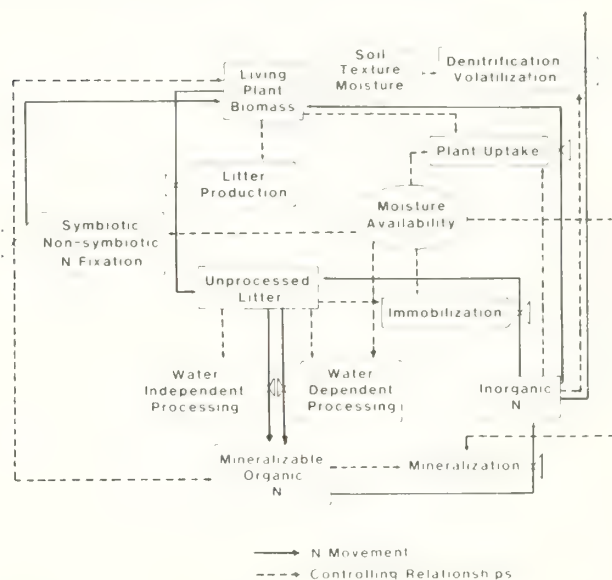 Living
Plant
Biomass
Soil
Texture
Moisture
Denitrification
Volatilization
Plant Uptake
Litter
Production
Moisture
Availability
Symbiotic
Non-symbiotic
N Fixation
Unprocessed
Litter
Immobilization
Water
Independent
Processing
Water
Dependent
Processing
Inorganic
N
Mineralizable
Organic
N
Mineralization
N Movement
Controlling Relationships